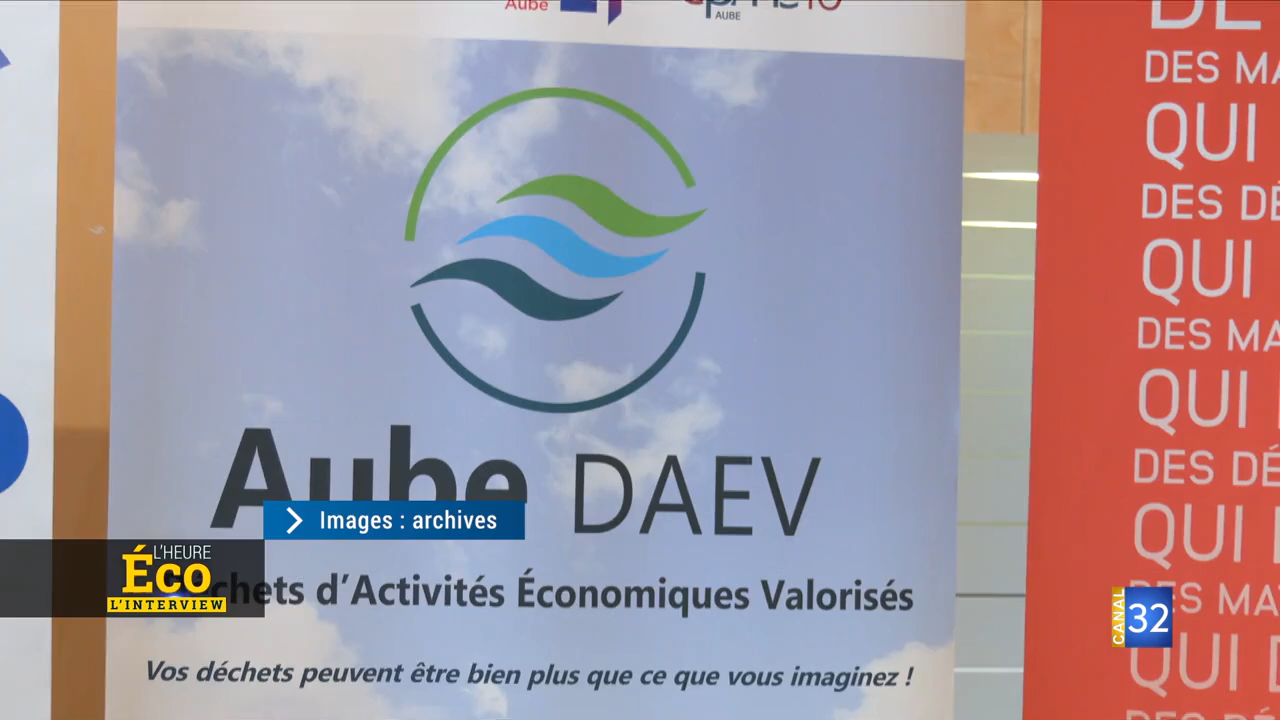 Aube
AUBE
Aube DAEV
Images : archives
L'HEURE
Éco
L'INTERVIEW
d'Activités Économiques Valorisés
Vos déchets peuvent être bien plus que ce que vous imaginez !
DES MA
QUI
DES DÉ
QUI
DES MA
QUI
DES DÉ
QUI
DES MA
QUI D
CANAL
32